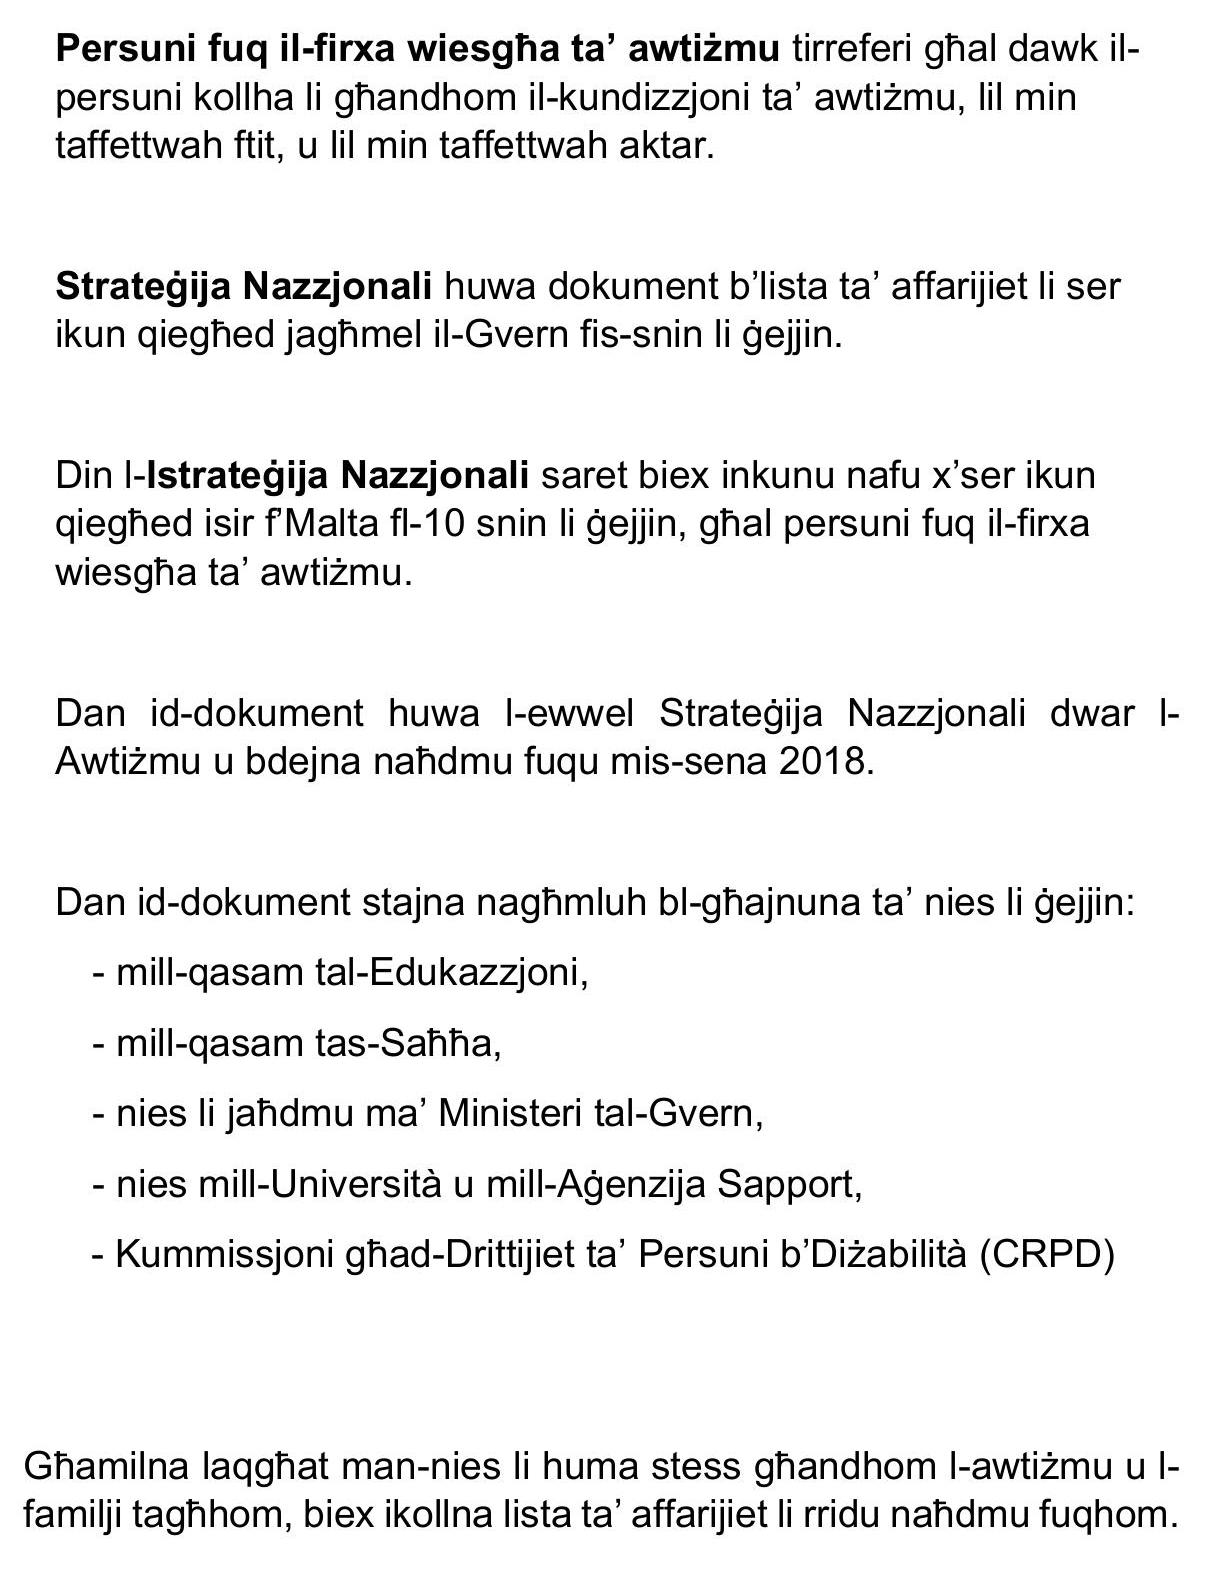 Persuni fuq il-firxa wiesgħa ta’ awtiżmu tirreferi għal dawk il-
persuni kollha li għandhom il-kundizzjoni ta’ awtiżmu, lil min
taffettwah ftit, u lil min taffettwah aktar.
Strateġija Nazzjonali huwa dokument b’lista ta’ affarijiet li ser
ikun qiegħed jagħmel il-Gvern fis-snin li ġejjin.
Din l-Istrateġija Nazzjonali saret biex inkunu nafu x’ser ikun
qiegħed isir f’Malta fl-10 snin li ġejjin, għal persuni fuq il-firxa
wiesgħa ta’ awtiżmu.
Dan id-dokument huwa l-ewwel Strateġija Nazzjonali dwar l-
Awtiżmu u bdejna naħdmu fuqu mis-sena 2018.
Dan id-dokument stajna nagħmluh bl-għajnuna ta’ nies li ġejjin:
- mill-qasam tal-Edukazzjoni,
- mill-qasam tas-Saħħa,
- nies li jaħdmu ma’ Ministeri tal-Gvern,
- nies mill-Università u mill-Aġenzija Sapport,
- Kummissjoni għad-Drittijiet ta’ Persuni b’Diżabilità (CRPD)
Għamilna laqgħat man-nies li huma stess għandhom l-awtiżmu u l-
familji tagħhom, biex ikollna lista ta’ affarijiet li rridu naħdmu fuqhom.